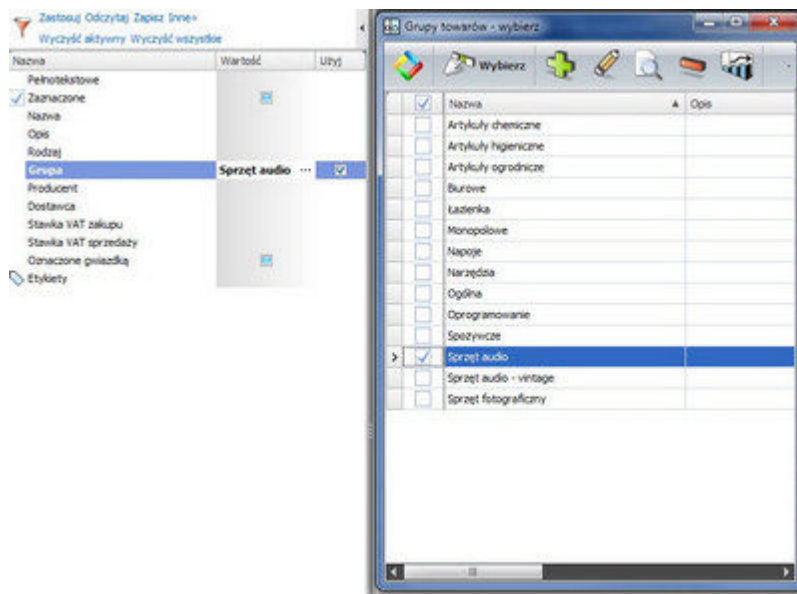 Zastosuj Odczytaj Zapisz Inne»
Wyczyść aktywny Wyczyść wszystkie
Nazwa Wartość Użyj
Pełnotekstowe
Zaznaczone
Nazwa
Opis
Rodzaj
Grupa Sprzęt audio ...
Producent
Dostawca
Stawka VAT zakupu
Stawka VAT sprzedaży
Oznaczone gwiazdką
Etykiety
Grupy towarów - wybierz
Wybierz
Nazwa Opis
Artykuły chemiczne
Artykuły higieniczne
Artykuły ogrodnicze
Biurowe
Łazienka
Monopolowe
Napoje
Narzędzia
Ogólna
Oprogramowanie
Spożywcze
Sprzęt audio
Sprzęt audio - vintage
Sprzęt fotograficzny